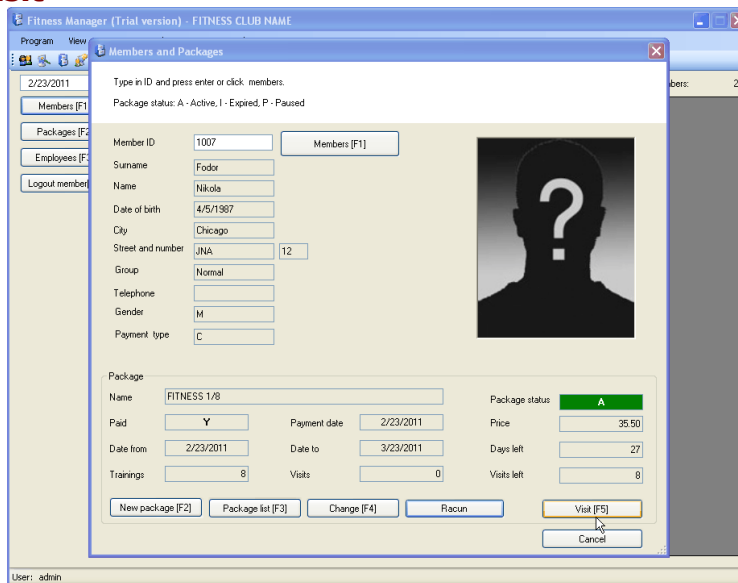 Fitness Manager (Trial version) - FITNESS CLUB NAME
Program View
Members and Packages
2/23/2011
Members [F1
Packages [F2
Employees [F3
Logout member[
bers: 2
Type in ID and press enter or click members.
Package status: A - Active, I - Expired, P - Paused
Member ID 1007 Members [F1]
Surname Fodor
Name Nikola
Date of birth 4/5/1987
City Chicago
Street and number JNA 12
Group Normal
Telephone
Gender M
Payment type C
?
Package
Name FITNESS 1/8 Package status A
Paid Y Payment date 2/23/2011 Price 35.50
Date from 2/23/2011 Date to 3/23/2011 Days left 27
Trainings 8 Visits 0 Visits left 8
New package [F2] Package list [F3] Change [F4] Racun Visit [F5]
Cancel
User: admin